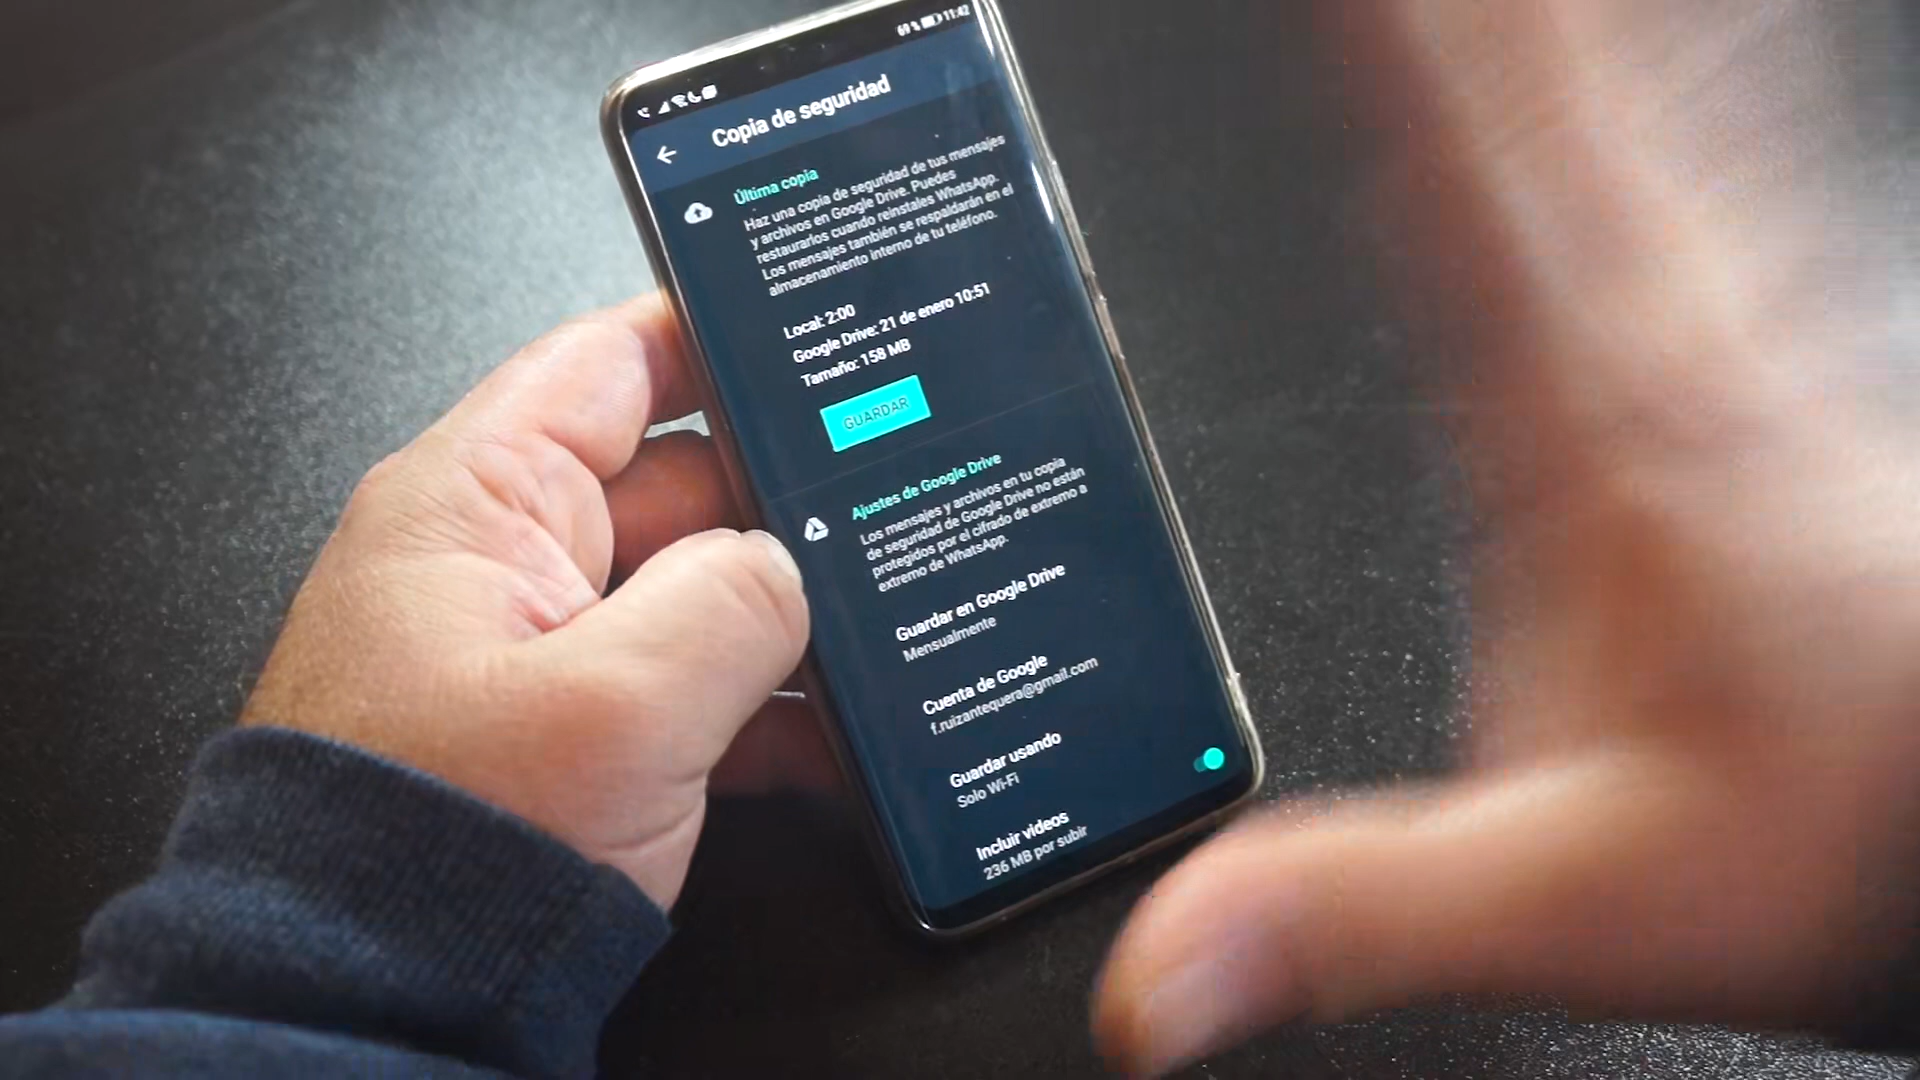 69 % 11:42
Copia de seguridad
Última copia
Haz una copia de seguridad de tus mensajes
y archivos en Google Drive. Puedes
restaurarlos cuando reinstales WhatsApp.
Los mensajes también se respaldarán en el
almacenamiento interno de tu teléfono.
Local: 2:00
Google Drive: 21 de enero 10:51
Tamaño: 158 MB
GUARDAR
Ajustes de Google Drive
Los mensajes y archivos en tu copia
de seguridad de Google Drive no están
protegidos por el cifrado de extremo a
extremo de WhatsApp.
Guardar en Google Drive
Mensualmente
Cuenta de Google
f.ruizantequera@gmail.com
Guardar usando
Solo Wi-Fi
Incluir videos
236 MB por subir